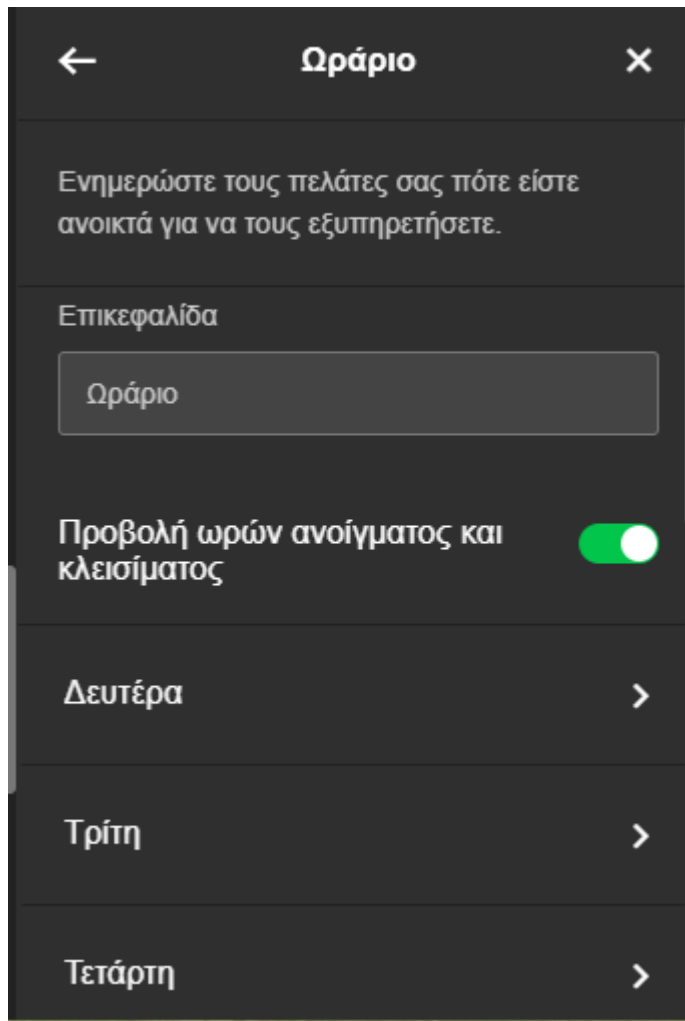 Ωράριο
Ενημερώστε τους πελάτες σας πότε είστε
ανοικτά για να τους εξυπηρετήσετε.
Επικεφαλίδα
Ωράριο
Προβολή ωρών ανοίγματος και
κλεισίματος
Δευτέρα
Τρίτη
Τετάρτη